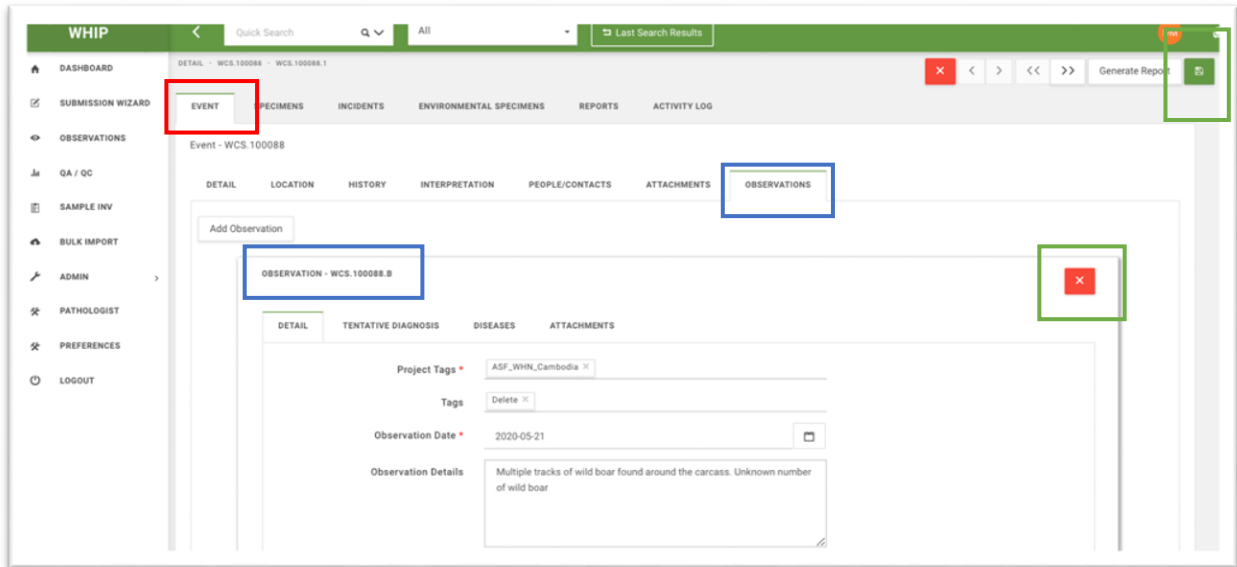 WHIP
Quick Search
All
Last Search Results
DETAIL - WCS.100088 - WCS.100088.1
Generate Report
DASHBOARD
SUBMISSION WIZARD
OBSERVATIONS
QA / QC
SAMPLE INV
BULK IMPORT
ADMIN
PATHOLOGIST
PREFERENCES
LOGOUT
EVENT SPECIMENS INCIDENTS ENVIRONMENTAL SPECIMENS REPORTS ACTIVITY LOG
Event - WCS.100088
DETAIL LOCATION HISTORY INTERPRETATION PEOPLE/CONTACTS ATTACHMENTS OBSERVATIONS
Add Observation
OBSERVATION - WCS.100088.B
DETAIL TENTATIVE DIAGNOSIS DISEASES ATTACHMENTS
Project Tags * ASF_WHN_Cambodia ×
Tags Delete ×
Observation Date * 2020-05-21
Observation Details Multiple tracks of wild boar found around the carcass. Unknown number
of wild boar